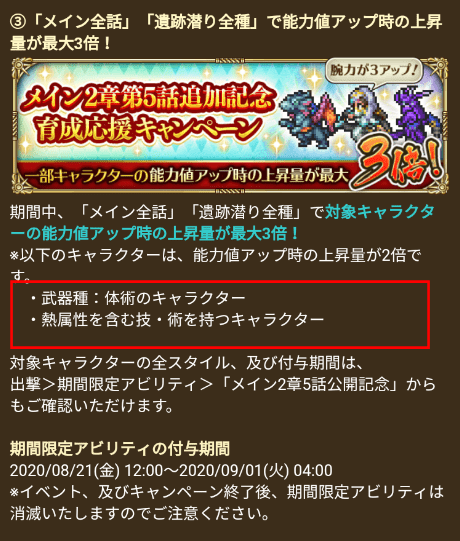 ③「メイン全話」「遺跡潜り全種」で能力値アップ時の上昇
量が最大3倍！
腕力が3アップ!
メイン2章第5話追加記念
育成応援キャンペーン
一部キャラクターの能力値アップ時の上昇量が最大
3倍!
期間中、「メイン全話」「遺跡潜り全種」で対象キャラクタ
ーの能力値アップ時の上昇量が最大3倍！
※以下のキャラクターは、能力値アップ時の上昇量が2倍で
す。
・武器種：体術のキャラクター
・熱属性を含む技・術を持つキャラクター
対象キャラクターの全スタイル、及び付与期間は、
出撃＞期間限定アビリティ＞「メイン2章5話公開記念」から
もご確認いただけます。
期間限定アビリティの付与期間
2020/08/21(金) 12:00～2020/09/01(火) 04:00
※イベント、及びキャンペーン終了後、期間限定アビリティは
消滅いたしますのでご注意ください。